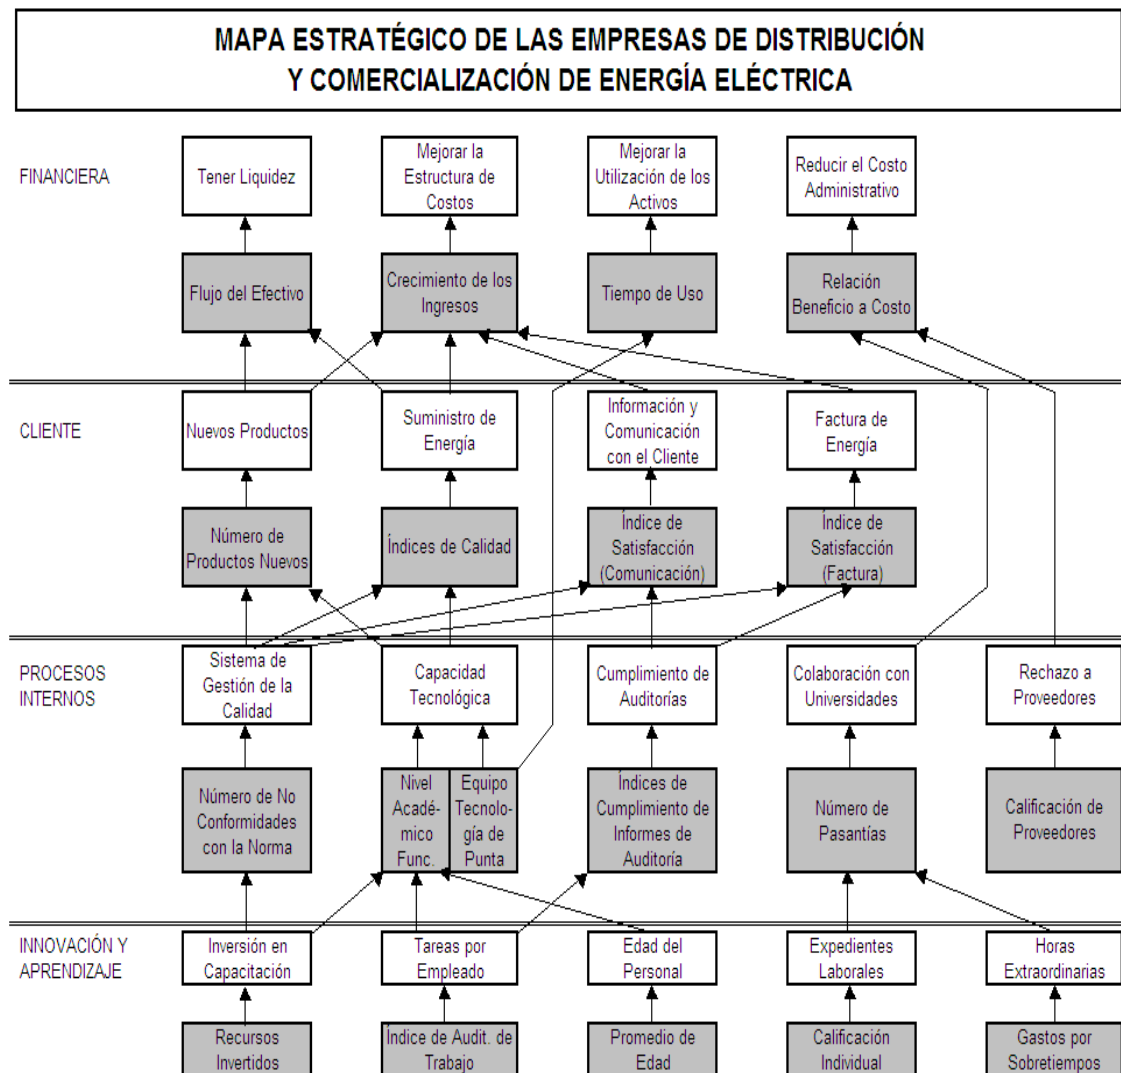 MAPA ESTRATÉGICO DE LAS EMPRESAS DE DISTRIBUCIÓN
Y COMERCIALIZACIÓN DE ENERGÍA ELÉCTRICA
FINANCIERA
Tener Liquidez
Mejorar la
Estructura de
Costos
Mejorar la
Utilización de los
Activos
Reducir el Costo
Administrativo
Flujo del Efectivo
Crecimiento de los
Ingresos
Tiempo de Uso
Relación
Beneficio a Costo
CLIENTE
Nuevos Productos
Suministro de
Energía
Información y
Comunicación
con el Cliente
Factura de
Energía
Número de
Productos Nuevos
Índices de Calidad
Índice de
Satisfacción
(Comunicación)
Índice de
Satisfacción
(Factura)
PROCESOS
INTERNOS
Sistema de
Gestión de la
Calidad
Capacidad
Tecnológica
Cumplimiento de
Auditorías
Colaboración con
Universidades
Rechazo a
Proveedores
Número de No
Conformidades
con la Norma
Nivel
Acadé-
mico
Func.
Equipo
Tecnolo-
gía de
Punta
Índices de
Cumplimiento de
Informes de
Auditoría
Número de
Pasantías
Calificación de
Proveedores
INNOVACIÓN Y
APRENDIZAJE
Inversión en
Capacitación
Tareas por
Empleado
Edad del
Personal
Expedientes
Laborales
Horas
Extraordinarias
Recursos
Invertidos
Índice de Audit. de
Trabajo
Promedio de
Edad
Calificación
Individual
Gastos por
Sobretiempos